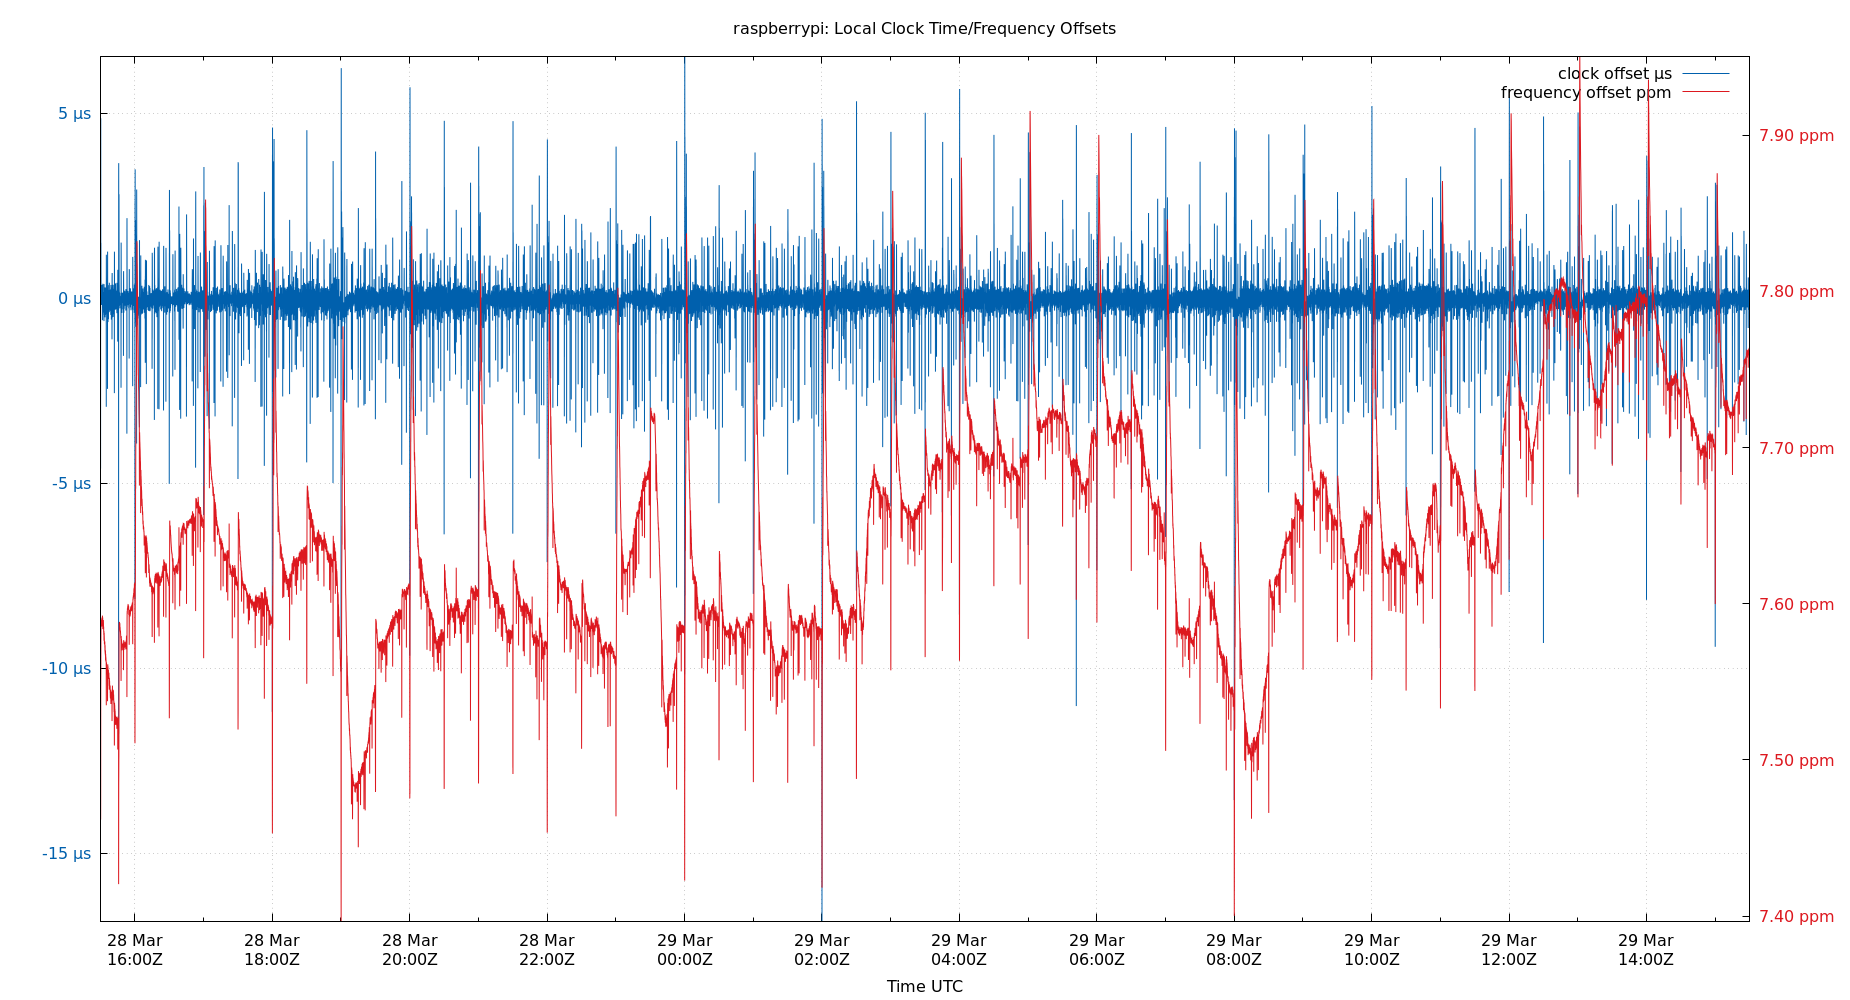 raspberrypi: Local Clock Time/Frequency Offsets
clock offset µs
frequency offset ppm
5 µs
0 µs
-5 µs
-10 µs
-15 µs
7.90 ppm
7.80 ppm
7.70 ppm
7.60 ppm
7.50 ppm
7.40 ppm
28 Mar 28 Mar 28 Mar 28 Mar 29 Mar 29 Mar 29 Mar 29 Mar 29 Mar 29 Mar 29 Mar 29 Mar
16:00Z 18:00Z 20:00Z 22:00Z 00:00Z 02:00Z 04:00Z 06:00Z 08:00Z 10:00Z 12:00Z 14:00Z
Time UTC